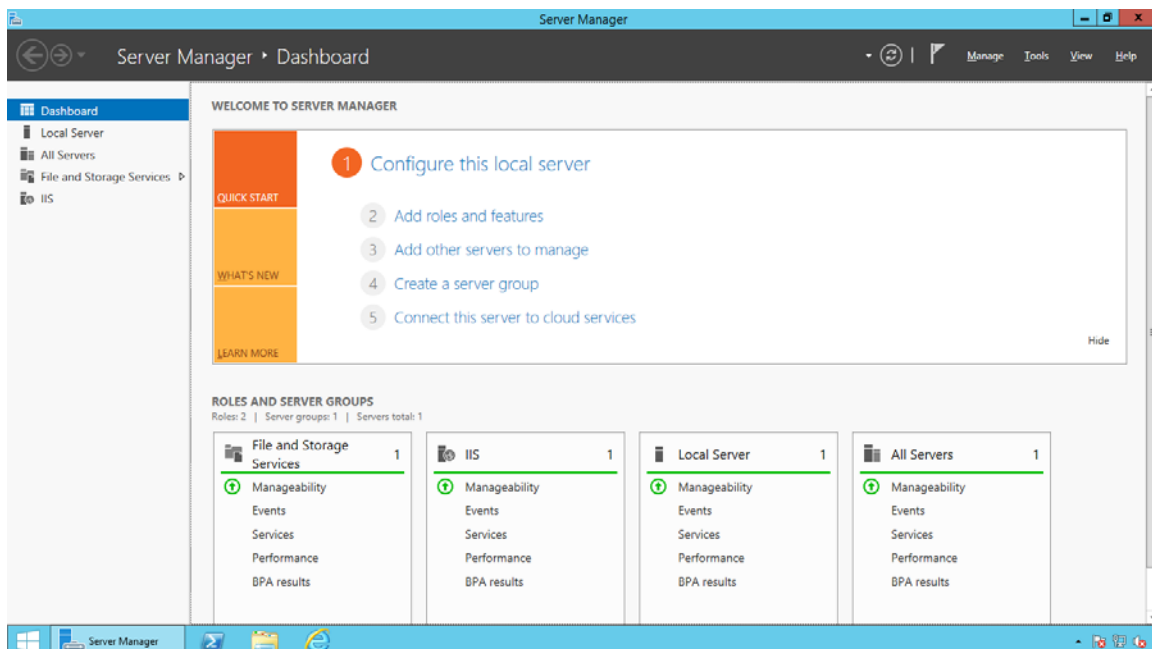 Server Manager
Server Manager ‣ Dashboard
Manage Tools View Help
Dashboard
Local Server
All Servers
File and Storage Services
IIS
WELCOME TO SERVER MANAGER
QUICK START
WHAT'S NEW
LEARN MORE
1 Configure this local server
2 Add roles and features
3 Add other servers to manage
4 Create a server group
5 Connect this server to cloud services
Hide
ROLES AND SERVER GROUPS
Roles: 2 | Server groups: 1 | Servers total: 1
File and Storage
Services 1
Manageability
Events
Services
Performance
BPA results
IIS 1
Manageability
Events
Services
Performance
BPA results
Local Server 1
Manageability
Events
Services
Performance
BPA results
All Servers 1
Manageability
Events
Services
Performance
BPA results
Server Manager